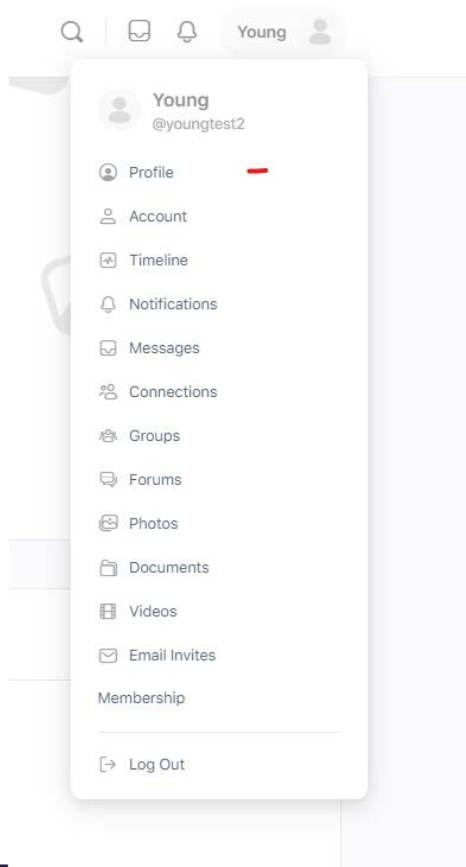 Young
Young
@youngtest2
Profile
Account
Timeline
Notifications
Messages
Connections
Groups
Forums
Photos
Documents
Videos
Email Invites
Membership
Log Out